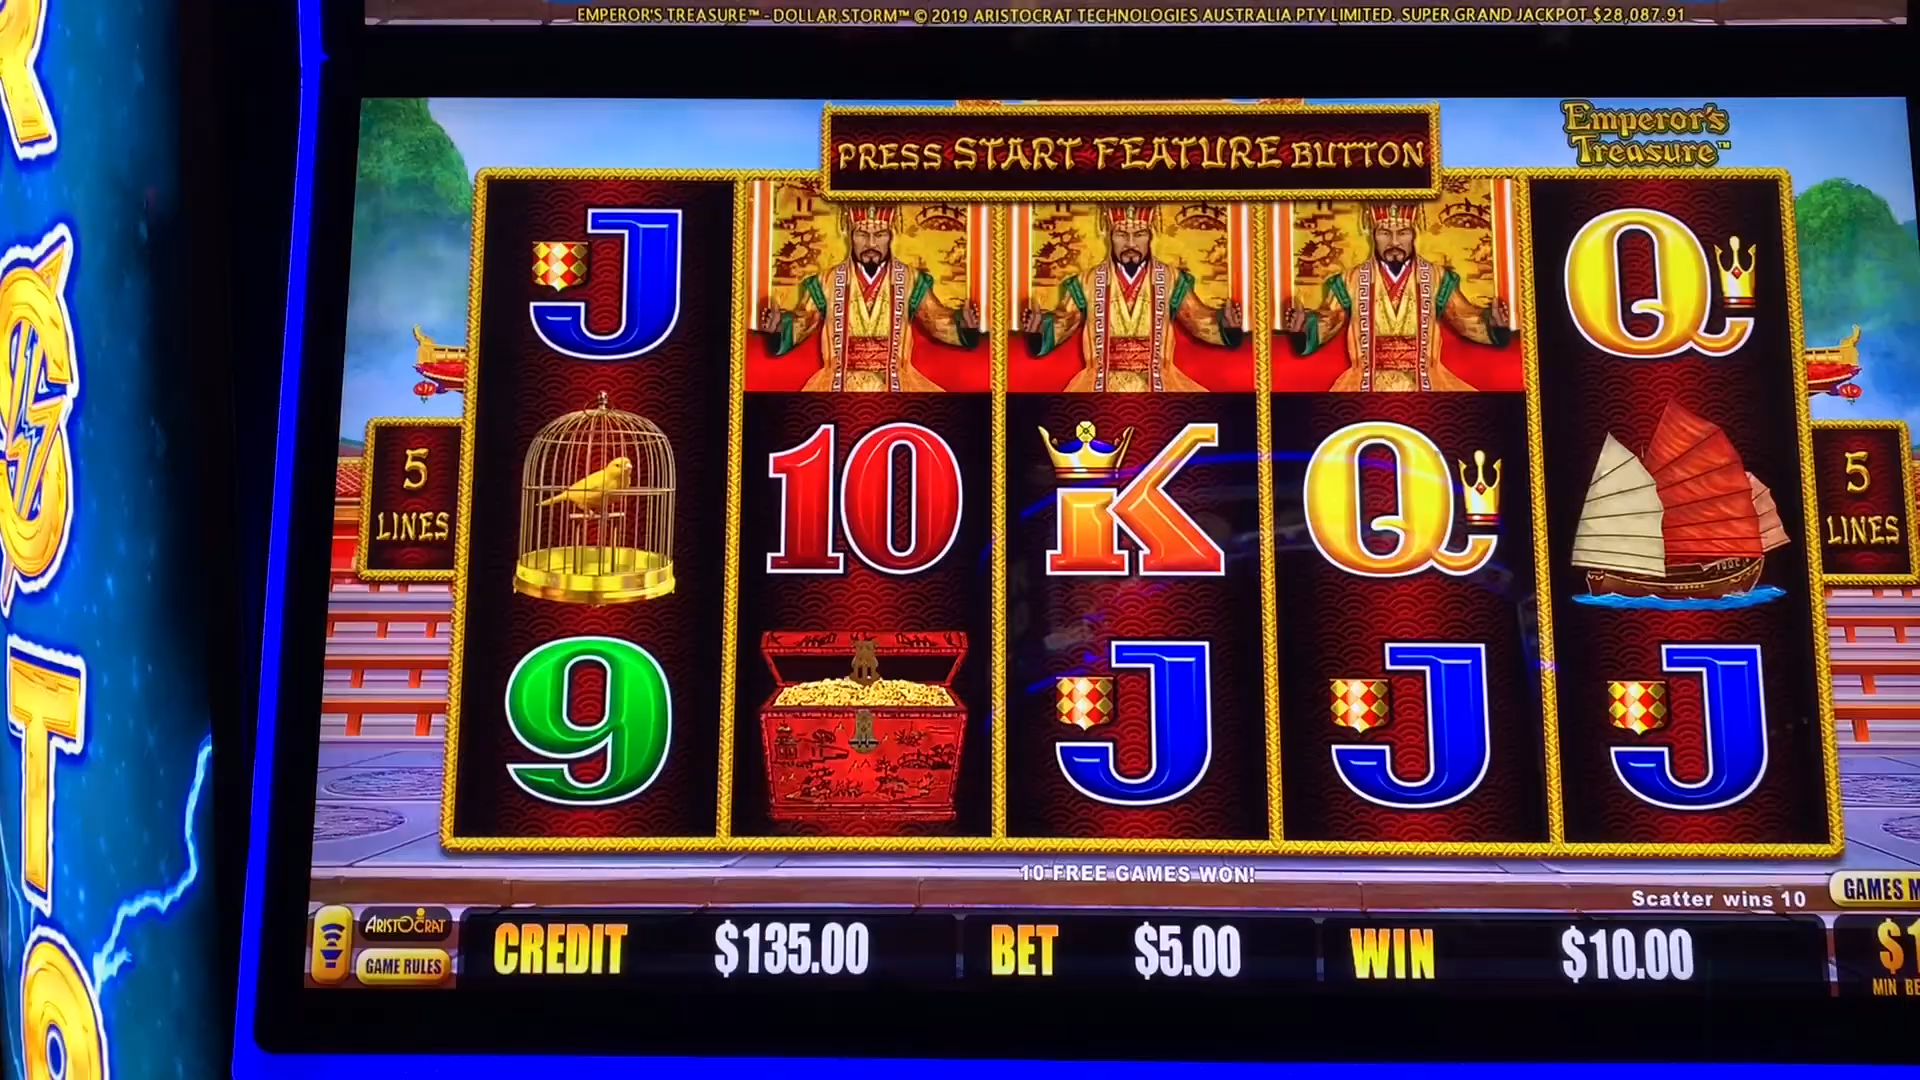 EMPEROR'S TREASURE™ - DOLLAR STORM™ © 2019 ARISTOCRAT TECHNOLOGIES AUSTRALIA PTY LIMITED. SUPER GRAND JACKPOT $28,087.91
PRESS START FEATURE BUTTON
Emperor's
Treasure™
J
Q
5
LINES
10
K
Q
5
LINES
9
J
J
J
10 FREE GAMES WON!
Scatter wins 10
GAMES
ARISTOCRAT
GAME RULES
CREDIT $135.00 BET $5.00 WIN $10.00
MIN
S
T
O